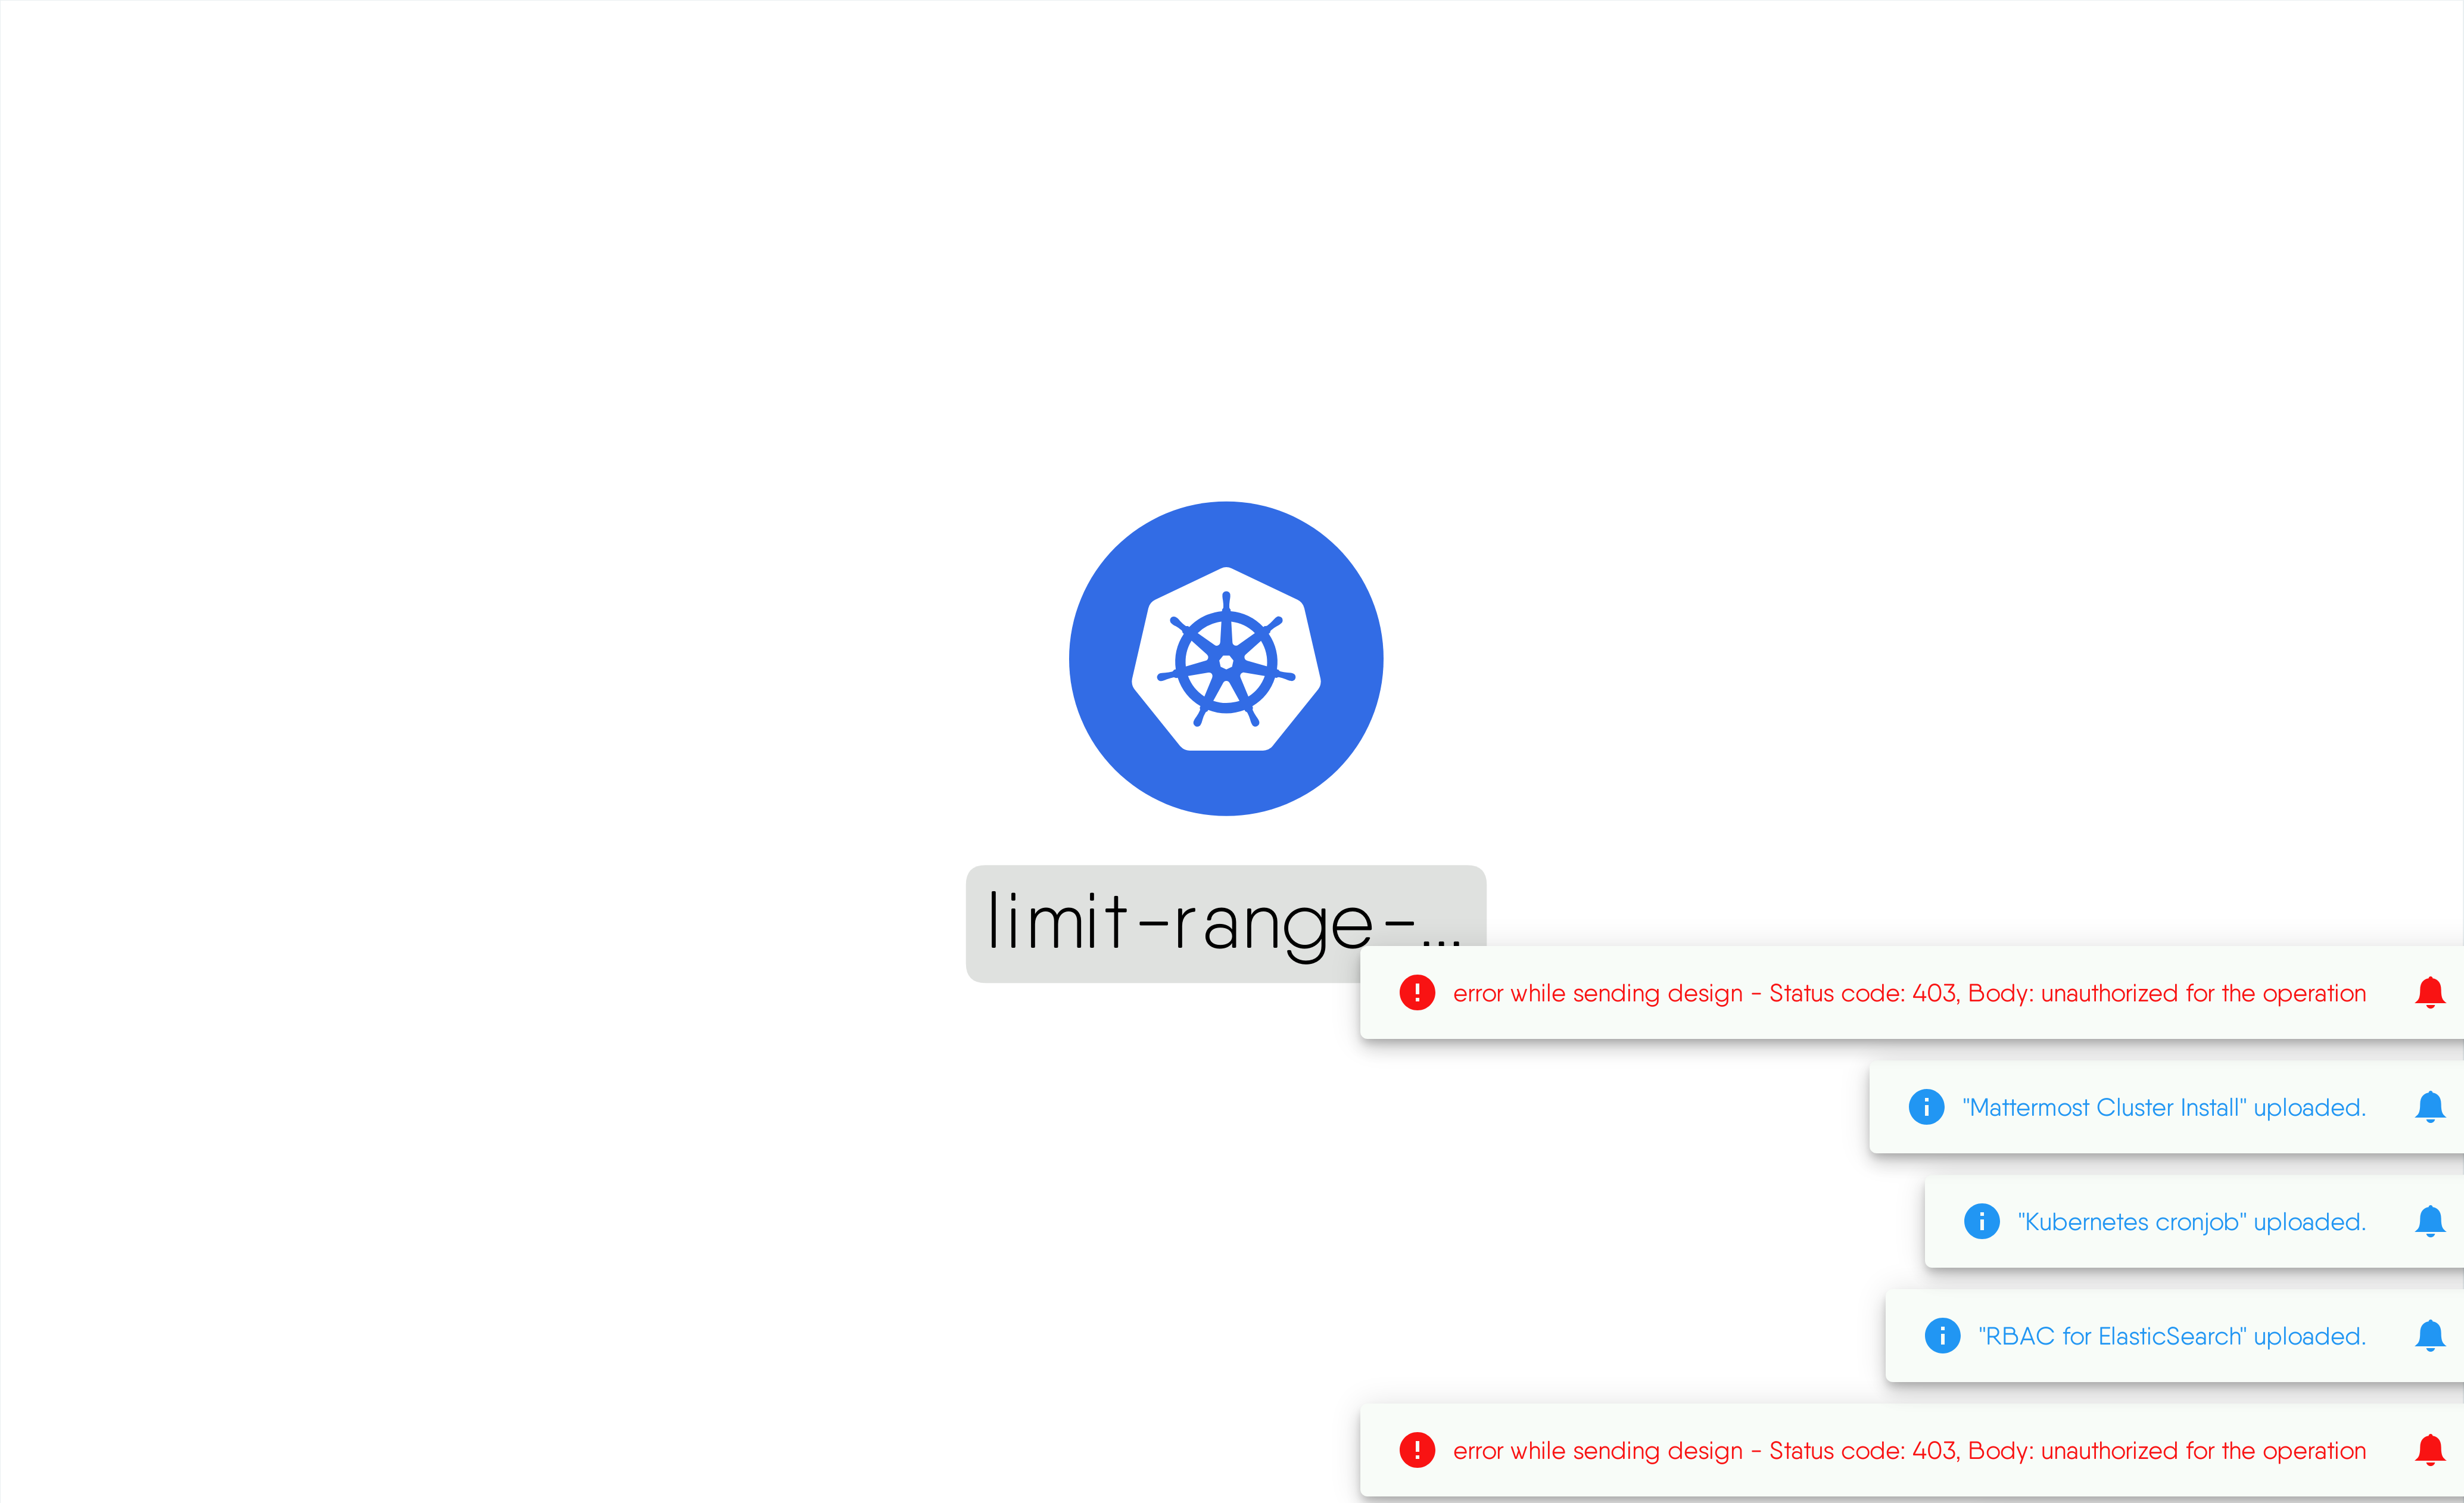 limit-range-...
error while sending design - Status code: 403, Body: unauthorized for the operation
"Mattermost Cluster Install" uploaded.
"Kubernetes cronjob" uploaded.
"RBAC for ElasticSearch" uploaded.
error while sending design - Status code: 403, Body: unauthorized for the operation